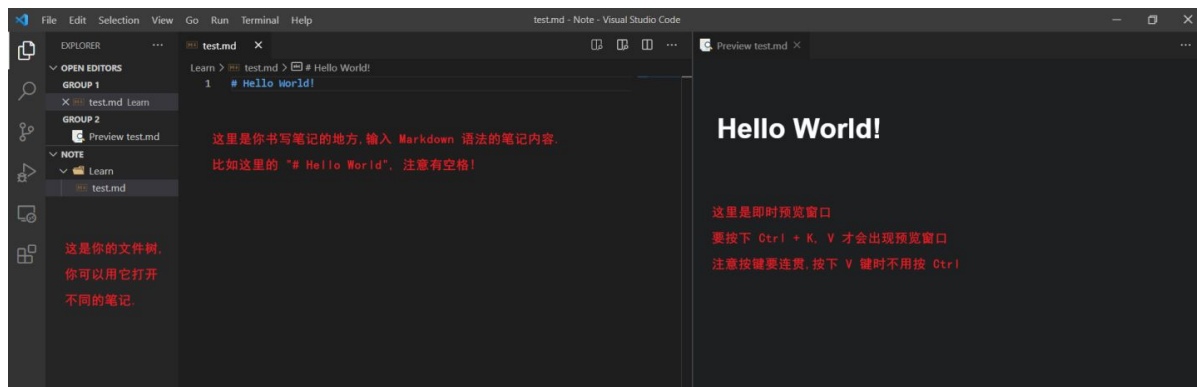 File Edit Selection View Go Run Terminal Help
test.md - Note - Visual Studio Code
EXPLORER
OPEN EDITORS
GROUP 1
test.md Learn
GROUP 2
Preview test.md
NOTE
Learn
test.md
这是你的文件树,
你可以用它打开
不同的笔记.
test.md
Learn > test.md > # Hello World!
1 # Hello World!
这里是你书写笔记的地方,输入 Markdown 语法的笔记内容.
比如这里的 "# Hello World", 注意有空格!
Preview test.md
Hello World!
这里是即时预览窗口
要按下 Ctrl + K, V 才会出现预览窗口
注意按键要连贯,按下 V 键时不用按 Ctrl